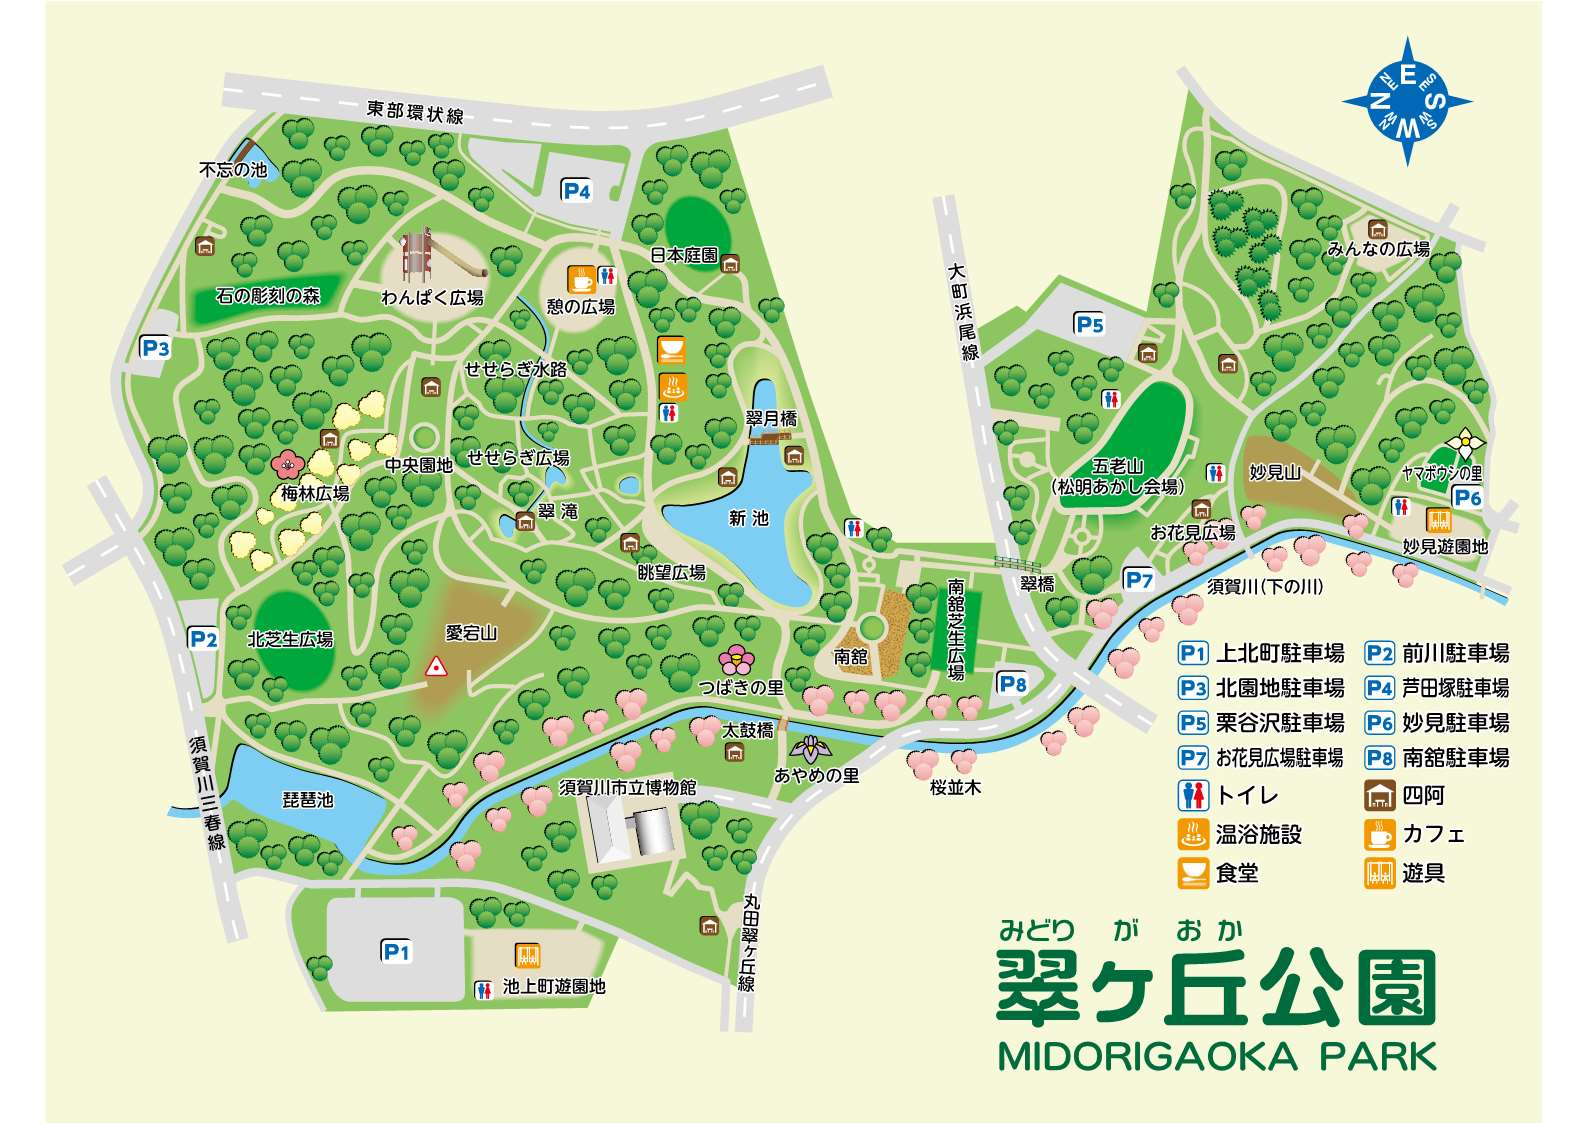 東部環状線
E
SE
S
SW
W
NW
N
NE
不忘の池
P4
日本庭園
石の彫刻の森
わんぱく広場
憩の広場
大町浜尾線
みんなの広場
P3
P5
せせらぎ水路
翠月橋
中央園地
せせらぎ広場
梅林広場
翠滝
新池
五老山
(松明あかし会場)
妙見山
ヤマボウシの里
P6
お花見広場
妙見遊園地
眺望広場
翠橋
P7
須賀川(下の川)
P2
北芝生広場
愛宕山
南舘
南舘芝生広場
P8
つばきの里
太鼓橋
あやめの里
桜並木
須賀川三春線
琵琶池
須賀川市立博物館
丸田翠ヶ丘線
P1
池上町遊園地
P1 上北町駐車場
P2 前川駐車場
P3 北園地駐車場
P4 芦田塚駐車場
P5 栗谷沢駐車場
P6 妙見駐車場
P7 お花見広場駐車場
P8 南舘駐車場
トイレ
四阿
温浴施設
カフェ
食堂
遊具
みどり が おか
翠ヶ丘公園
MIDORIGAOKA PARK